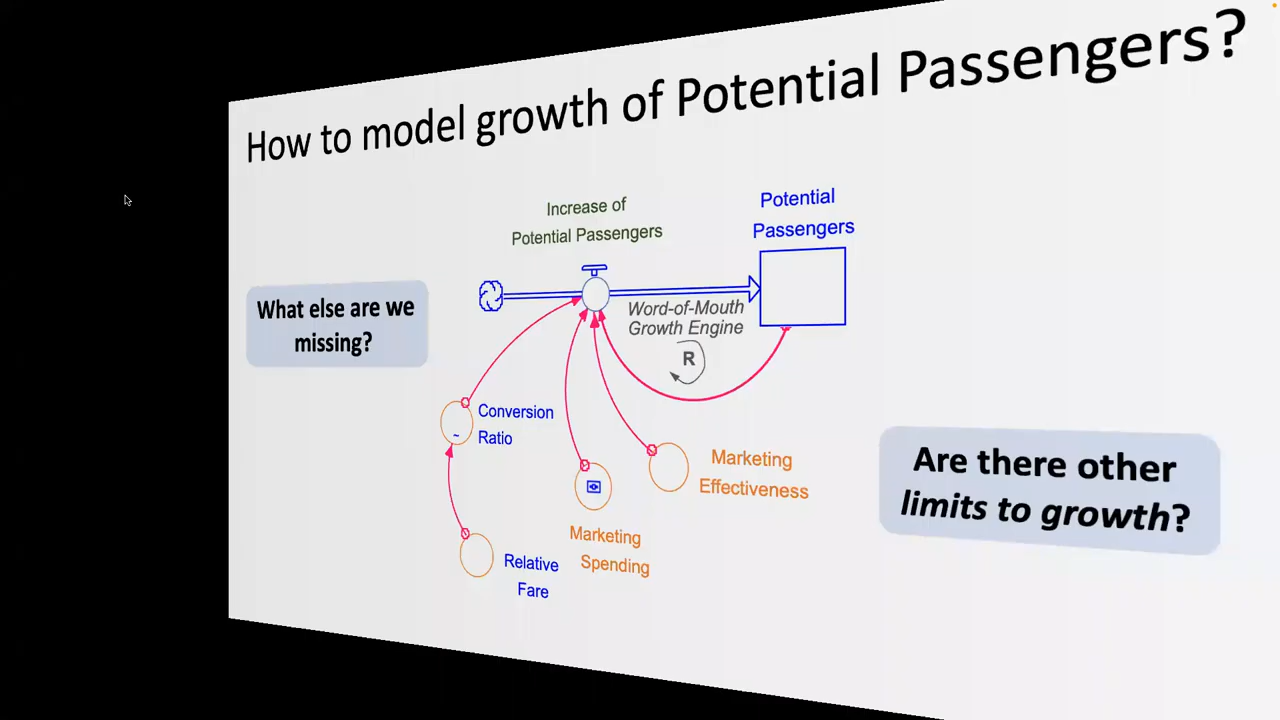 How to model growth of Potential Passengers?
Increase of
Potential Passengers
Potential
Passengers
What else are we
missing?
Word-of-Mouth
Growth Engine
R
Conversion
Ratio
~
Marketing
Effectiveness
Are there other
limits to growth?
Marketing
Spending
Relative
Fare